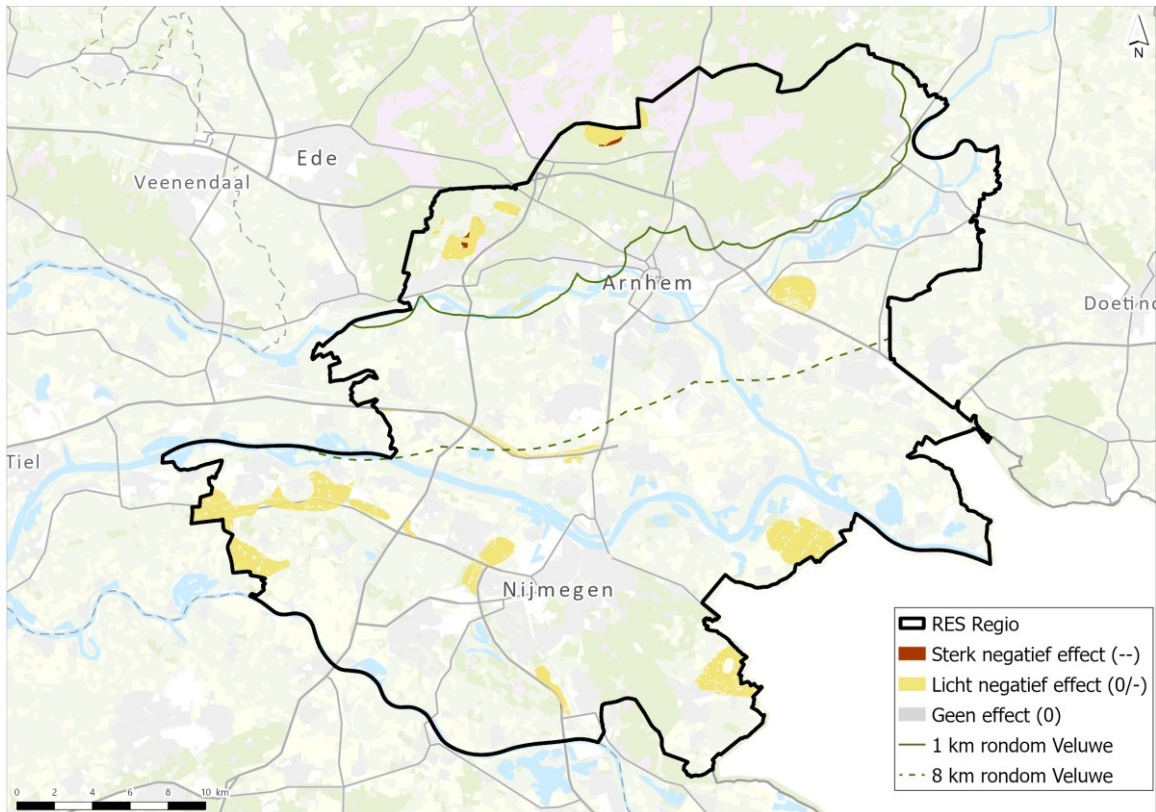 N
Ede
Veenendaal
Arnhem
Doetinc
Tiel
Nijmegen
RES Regio
Sterk negatief effect (--)
Licht negatief effect (0/-)
Geen effect (0)
1 km rondom Veluwe
8 km rondom Veluwe
0 2 4 6 8 10 km